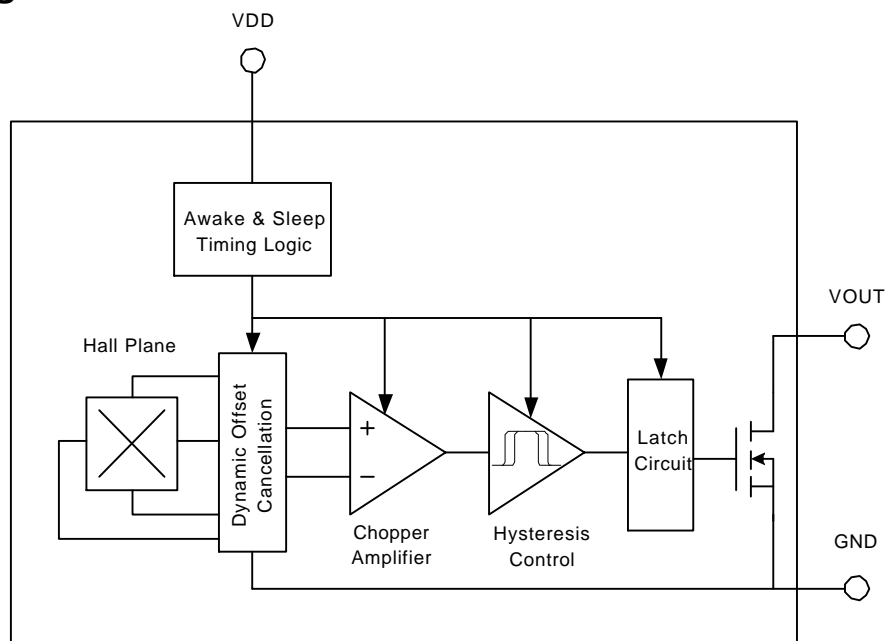 VDD
Awake & Sleep
Timing Logic
VOUT
Hall Plane
Dynamic Offset
Cancellation
+
−
Latch
Circuit
Chopper
Amplifier
Hysteresis
Control
GND